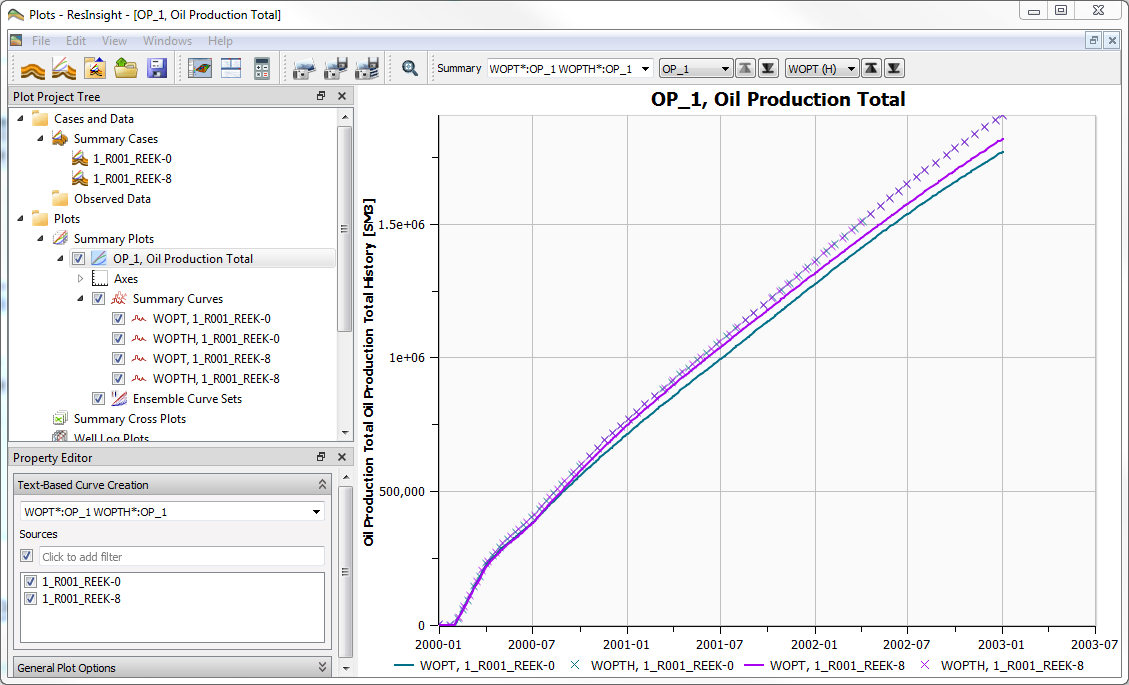 Plots - ResInsight - [OP_1, Oil Production Total]
File Edit View Windows Help
Summary WOPT*:OP_1 WOPTH*:OP_1 OP_1 WOPT (H)
Plot Project Tree
Cases and Data
Summary Cases
1_R001_REEK-0
1_R001_REEK-8
Observed Data
Plots
Summary Plots
OP_1, Oil Production Total
Axes
Summary Curves
WOPT, 1_R001_REEK-0
WOPTH, 1_R001_REEK-0
WOPT, 1_R001_REEK-8
WOPTH, 1_R001_REEK-8
Ensemble Curve Sets
Summary Cross Plots
Well Log Plots
Property Editor
Text-Based Curve Creation
WOPT*:OP_1 WOPTH*:OP_1
Sources
Click to add filter
1_R001_REEK-0
1_R001_REEK-8
General Plot Options
OP_1, Oil Production Total
Oil Production Total Oil Production Total History [SM3]
1.5e+06
1e+06
500,000
0
2000-01 2000-07 2001-01 2001-07 2002-01 2002-07 2003-01 2003-07
WOPT, 1_R001_REEK-0 WOPTH, 1_R001_REEK-0 WOPT, 1_R001_REEK-8 WOPTH, 1_R001_REEK-8